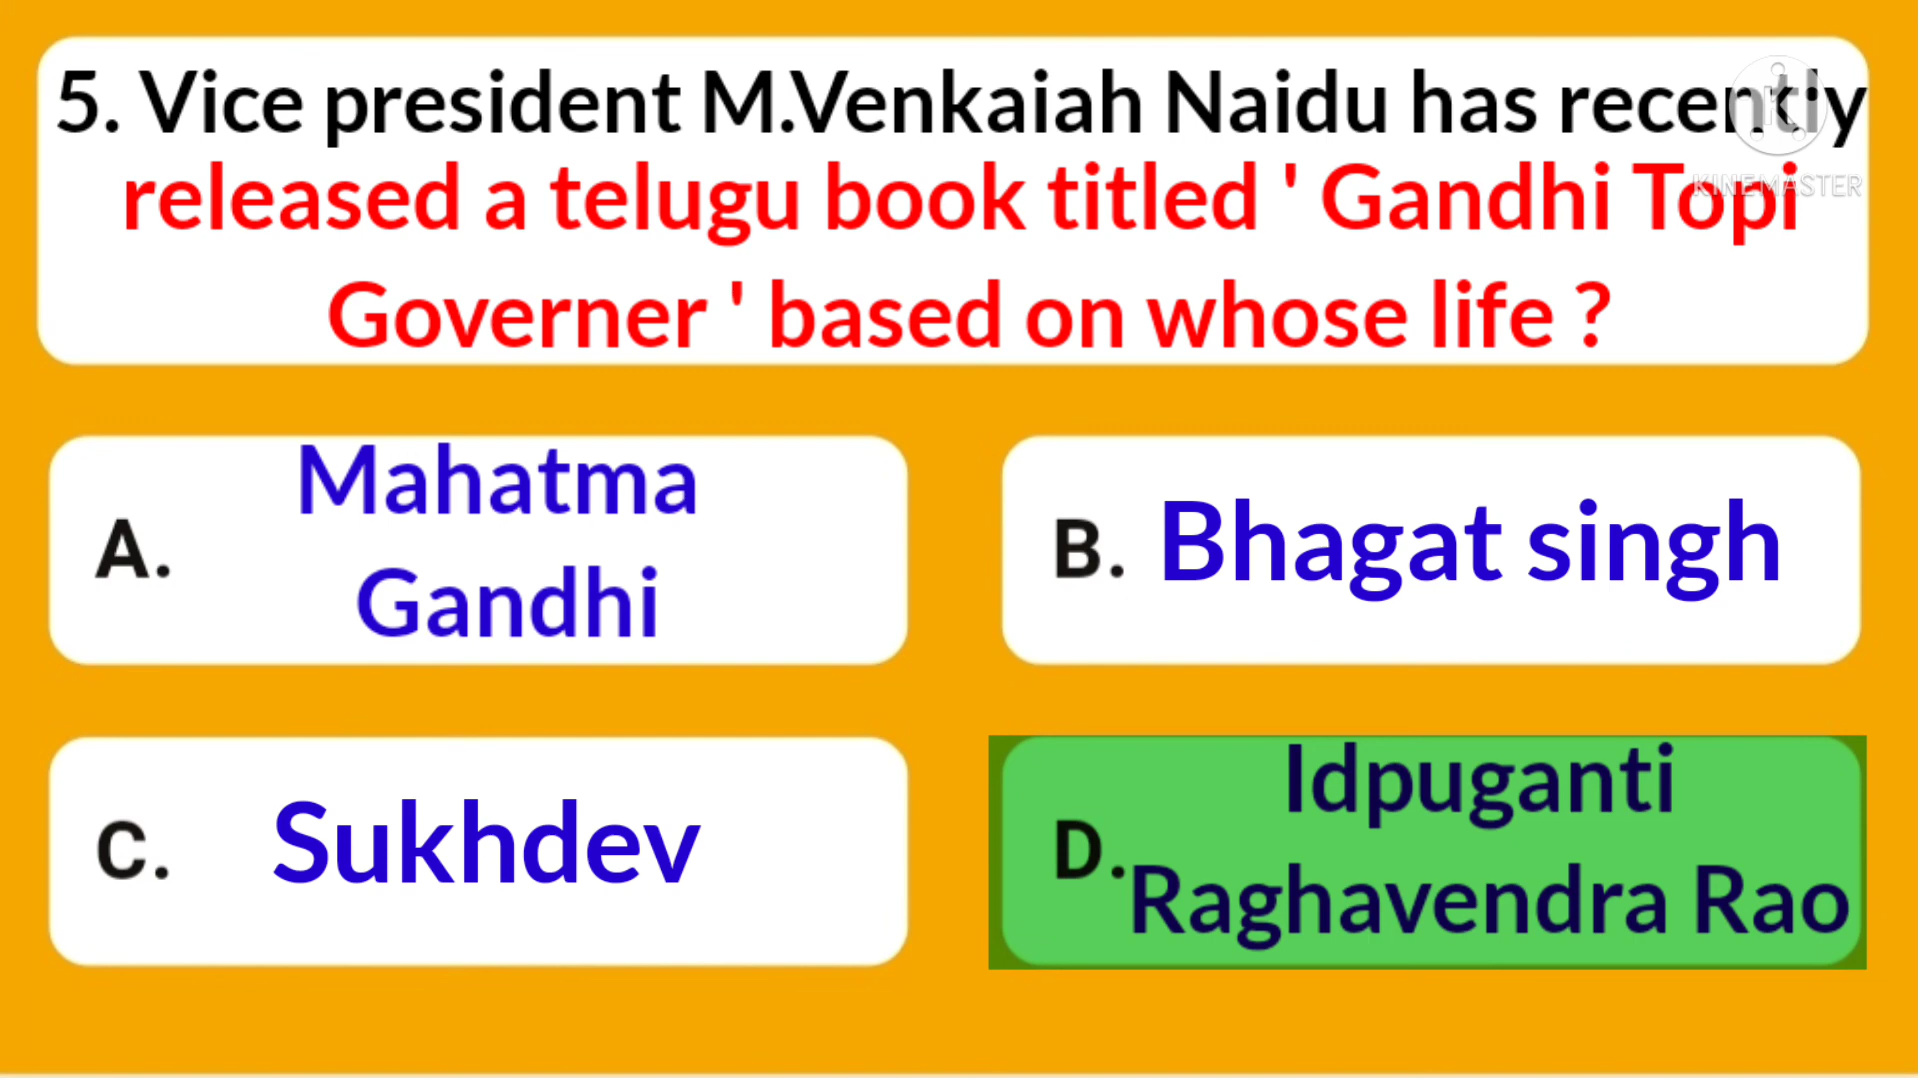 5. Vice president M.Venkaiah Naidu has recently
released a telugu book titled ' Gandhi Topi
KINEMASTER
Governer ' based on whose life ?
A. Mahatma
Gandhi
B. Bhagat singh
C. Sukhdev
D. Idpuganti
Raghavendra Rao